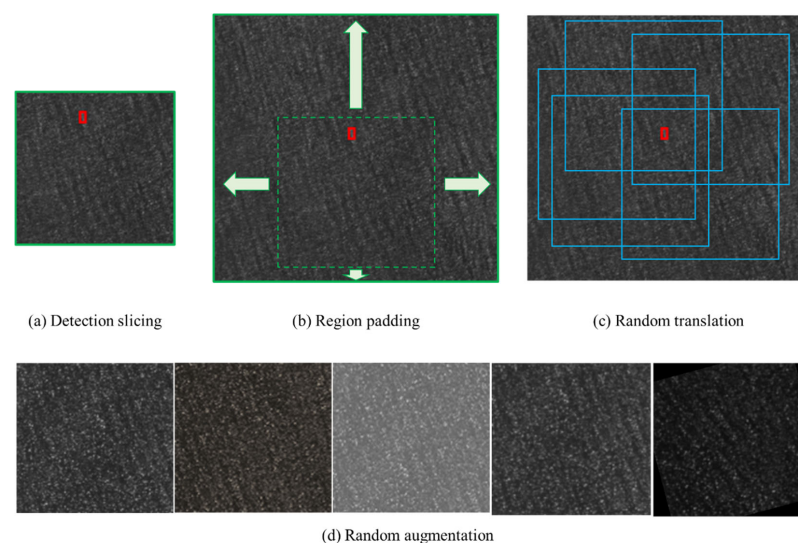 (a) Detection slicing
(b) Region padding
(c) Random translation
(d) Random augmentation